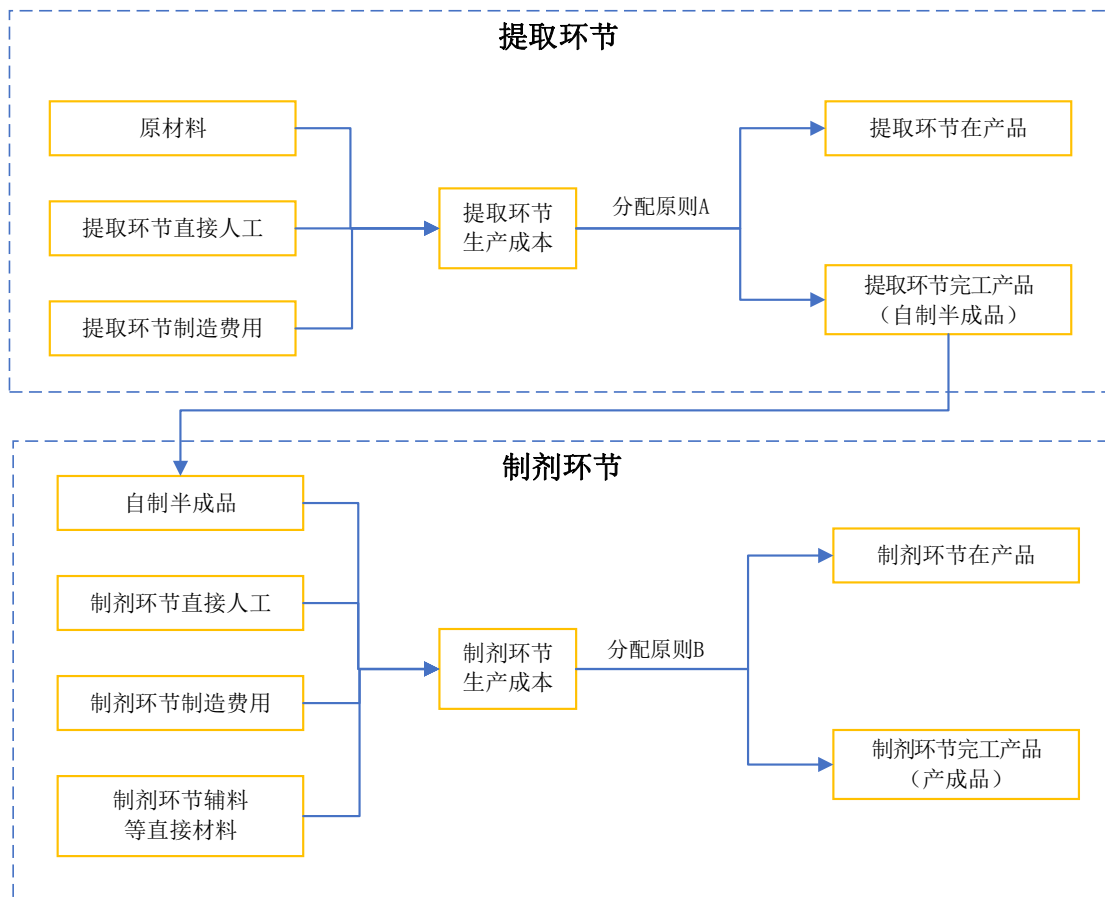 提取环节
原材料
提取环节直接人工
提取环节制造费用
提取环节
生产成本
分配原则A
提取环节在产品
提取环节完工产品
（自制半成品）
制剂环节
自制半成品
制剂环节直接人工
制剂环节制造费用
制剂环节辅料
等直接材料
制剂环节
生产成本
分配原则B
制剂环节在产品
制剂环节完工产品
（产成品）